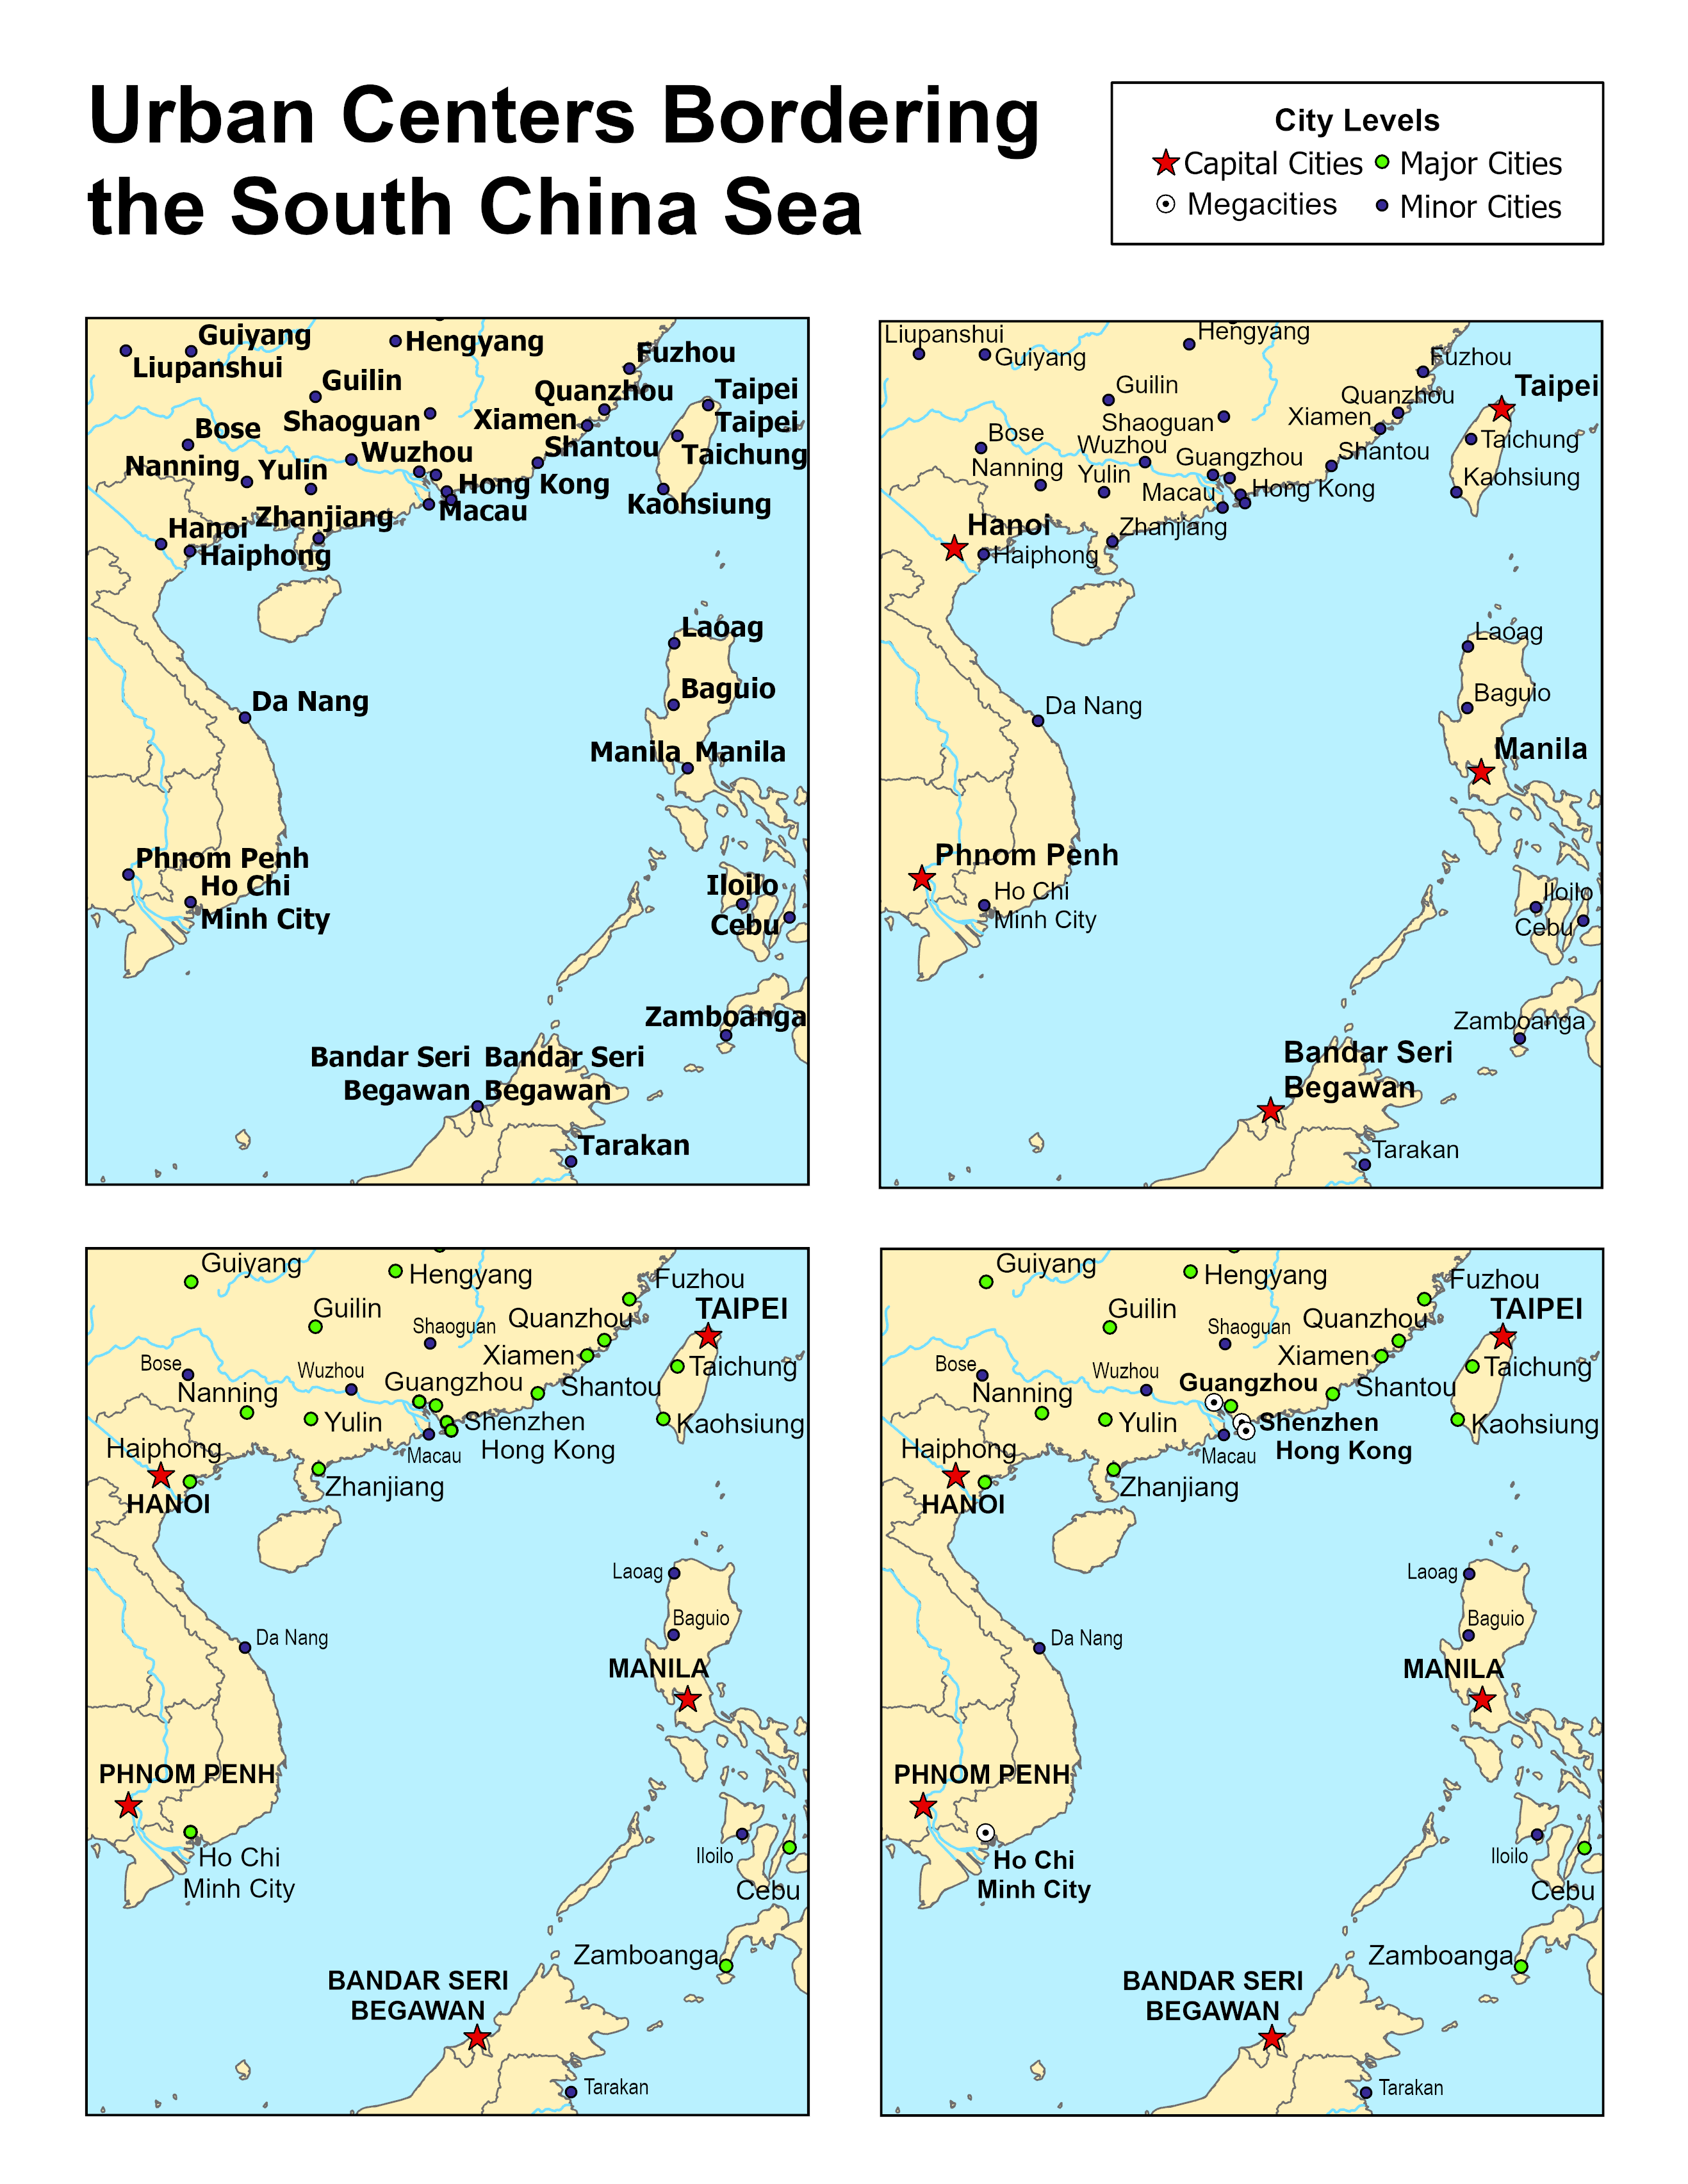 Urban Centers Bordering
the South China Sea
City Levels
Capital Cities
Major Cities
Megacities
Minor Cities
Guiyang
Hengyang
Liupanshui
Fuzhou
Guilin
Quanzhou
Taipei
Shaoguan
Xiamen
Taipei
Bose
Wuzhou
Shantou
Taichung
Nanning
Yulin
Hong Kong
Kaohsiung
Macau
Zhanjiang
Hanoi
Haiphong
Laoag
Baguio
Da Nang
Manila
Manila
Phnom Penh
Ho Chi
Minh City
Iloilo
Cebu
Zamboanga
Bandar Seri
Begawan
Bandar Seri
Begawan
Tarakan
Liupanshui
Hengyang
Guiyang
Fuzhou
Guilin
Taipei
Quanzhou
Shaoguan
Xiamen
Bose
Wuzhou
Taichung
Shantou
Nanning
Yulin
Guangzhou
Kaohsiung
Macau
Hong Kong
Hanoi
Zhanjiang
Haiphong
Laoag
Baguio
Da Nang
Manila
Phnom Penh
Ho Chi
Minh City
Iloilo
Cebu
Zamboanga
Bandar Seri
Begawan
Tarakan
Guiyang
Hengyang
Fuzhou
Guilin
Shaoguan
Quanzhou
TAIPEI
Bose
Wuzhou
Xiamen
Taichung
Nanning
Guangzhou
Shantou
Yulin
Shenzhen
Kaohsiung
Haiphong
Macau
Hong Kong
HANOI
Zhanjiang
Laoag
Baguio
Da Nang
MANILA
PHNOM PENH
Ho Chi
Minh City
Iloilo
Cebu
Zamboanga
BANDAR SERI
BEGAWAN
Tarakan
Guiyang
Hengyang
Fuzhou
Guilin
Shaoguan
Quanzhou
TAIPEI
Bose
Wuzhou
Xiamen
Taichung
Nanning
Guangzhou
Shantou
Yulin
Shenzhen
Kaohsiung
Haiphong
Macau
Hong Kong
HANOI
Zhanjiang
Laoag
Baguio
Da Nang
MANILA
PHNOM PENH
Ho Chi
Minh City
Iloilo
Cebu
Zamboanga
BANDAR SERI
BEGAWAN
Tarakan